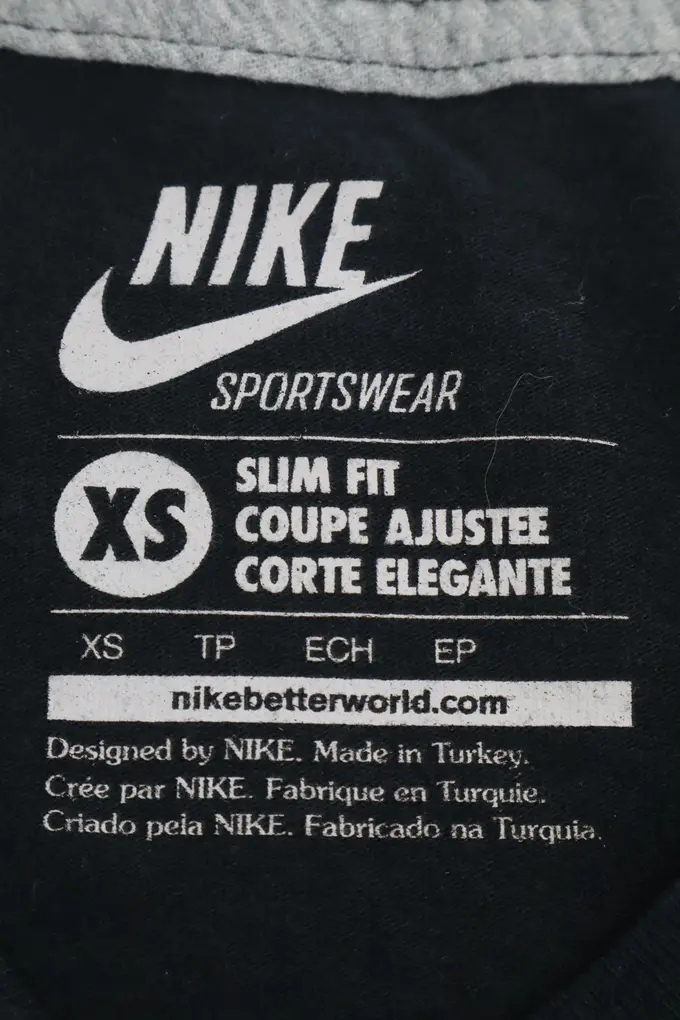 NIKE
SPORTSWEAR
XS
SLIM FIT
COUPE AJUSTEE
CORTE ELEGANTE
XS TP ECH EP
nikebetterworld.com
Designed by NIKE. Made in Turkey.
Crée par NIKE. Fabrique en Turquie.
Criado pela NIKE. Fabricado na Turquia.